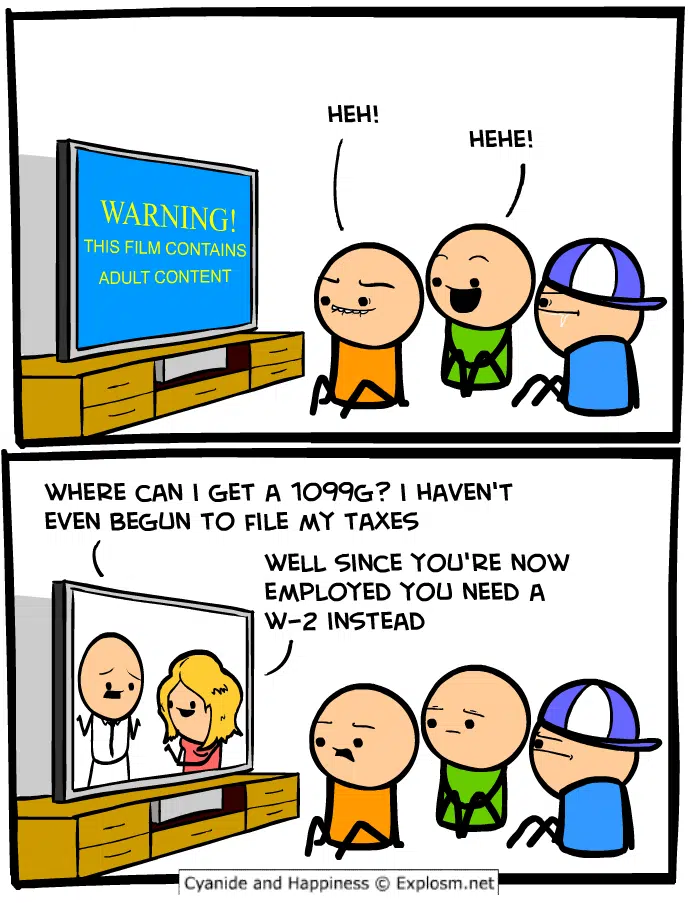 HEH!
HEHE!
WARNING!
THIS FILM CONTAINS
ADULT CONTENT
WHERE CAN I GET A 1099G? I HAVEN'T
EVEN BEGUN TO FILE MY TAXES
WELL SINCE YOU'RE NOW
EMPLOYED YOU NEED A
W-2 INSTEAD
Cyanide and Happiness © Explosm.net